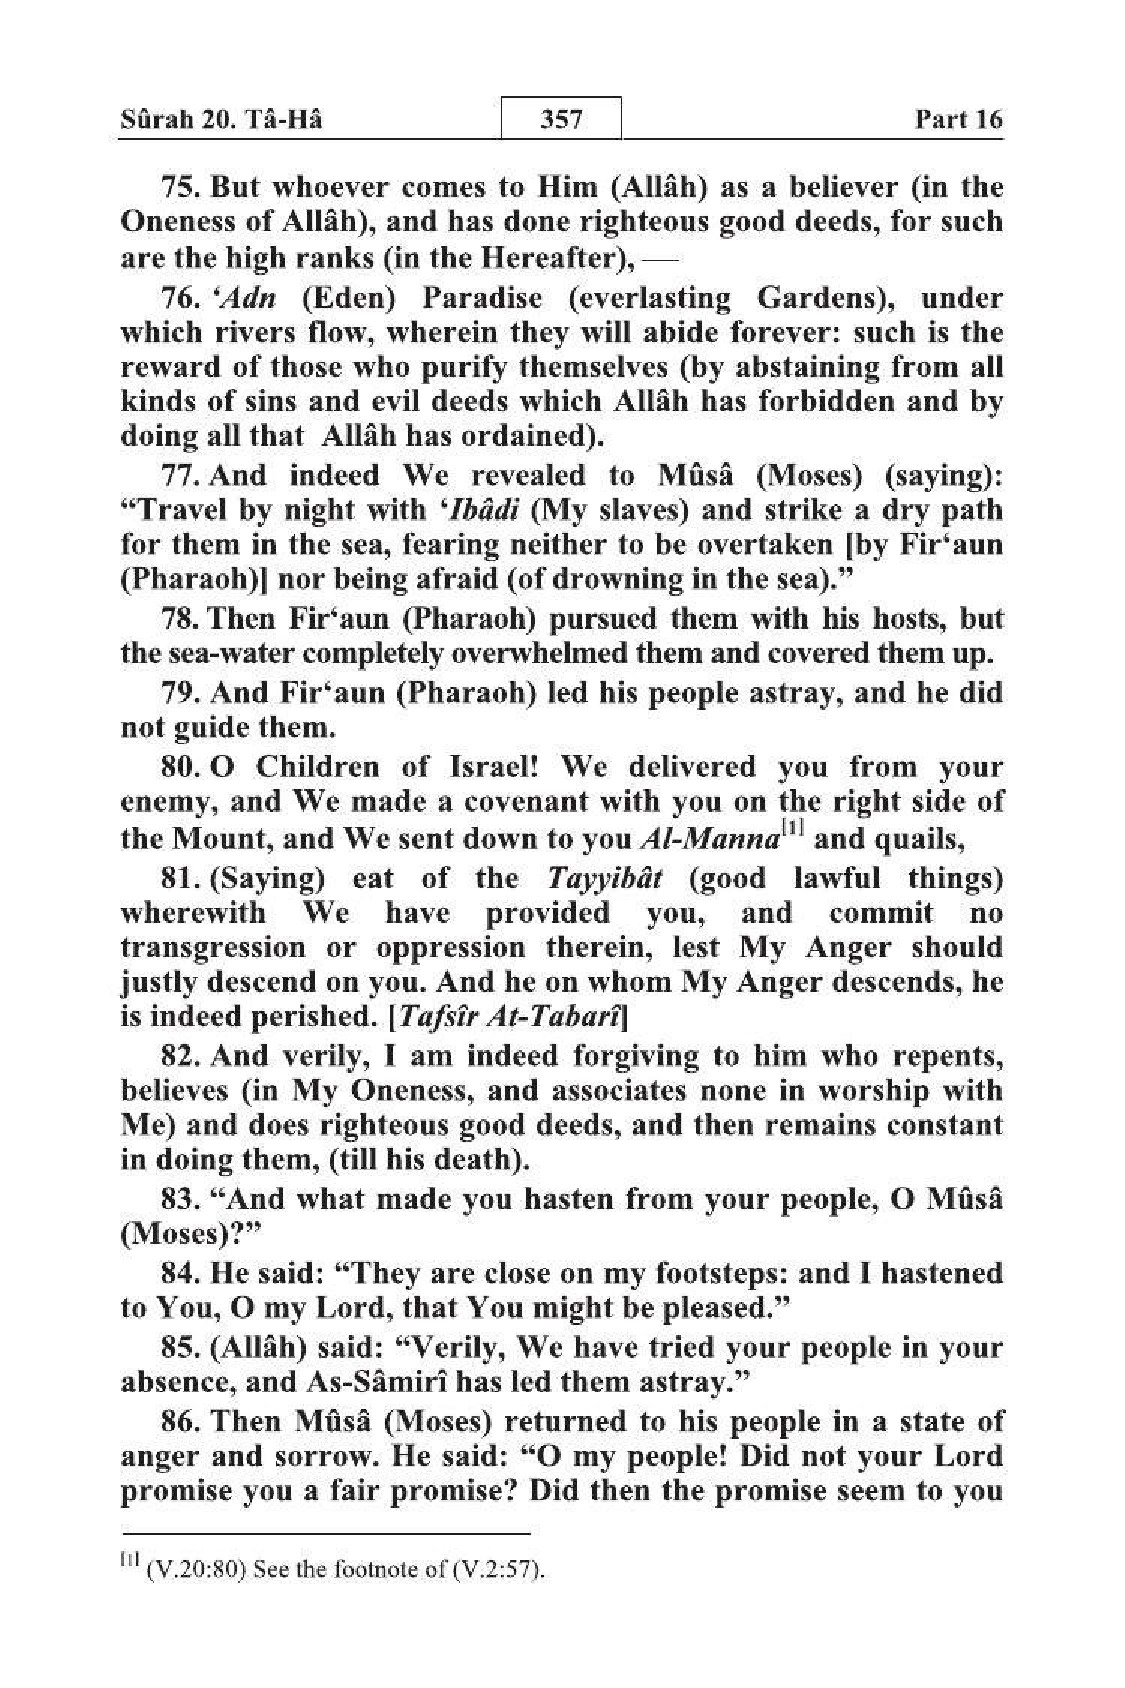 Sûrah 20. Tâ-Hâ 357 Part 16
75. But whoever comes to Him (Allâh) as a believer (in the
Oneness of Allâh), and has done righteous good deeds, for such
are the high ranks (in the Hereafter), —
76. ‘Adn (Eden) Paradise (everlasting Gardens), under
which rivers flow, wherein they will abide forever: such is the
reward of those who purify themselves (by abstaining from all
kinds of sins and evil deeds which Allâh has forbidden and by
doing all that Allâh has ordained).
77. And indeed We revealed to Mûsâ (Moses) (saying):
“Travel by night with ‘Ibâdi (My slaves) and strike a dry path
for them in the sea, fearing neither to be overtaken [by Fir‘aun
(Pharaoh)] nor being afraid (of drowning in the sea).”
78. Then Fir‘aun (Pharaoh) pursued them with his hosts, but
the sea-water completely overwhelmed them and covered them up.
79. And Fir‘aun (Pharaoh) led his people astray, and he did
not guide them.
80. O Children of Israel! We delivered you from your
enemy, and We made a covenant with you on the right side of
the Mount, and We sent down to you Al-Manna[1] and quails,
81. (Saying) eat of the Tayyibât (good lawful things)
wherewith We have provided you, and commit no
transgression or oppression therein, lest My Anger should
justly descend on you. And he on whom My Anger descends, he
is indeed perished. [Tafsîr At-Tabarî]
82. And verily, I am indeed forgiving to him who repents,
believes (in My Oneness, and associates none in worship with
Me) and does righteous good deeds, and then remains constant
in doing them, (till his death).
83. “And what made you hasten from your people, O Mûsâ
(Moses)?”
84. He said: “They are close on my footsteps: and I hastened
to You, O my Lord, that You might be pleased.”
85. (Allâh) said: “Verily, We have tried your people in your
absence, and As-Sâmirî has led them astray.”
86. Then Mûsâ (Moses) returned to his people in a state of
anger and sorrow. He said: “O my people! Did not your Lord
promise you a fair promise? Did then the promise seem to you
[1] (V.20:80) See the footnote of (V.2:57).